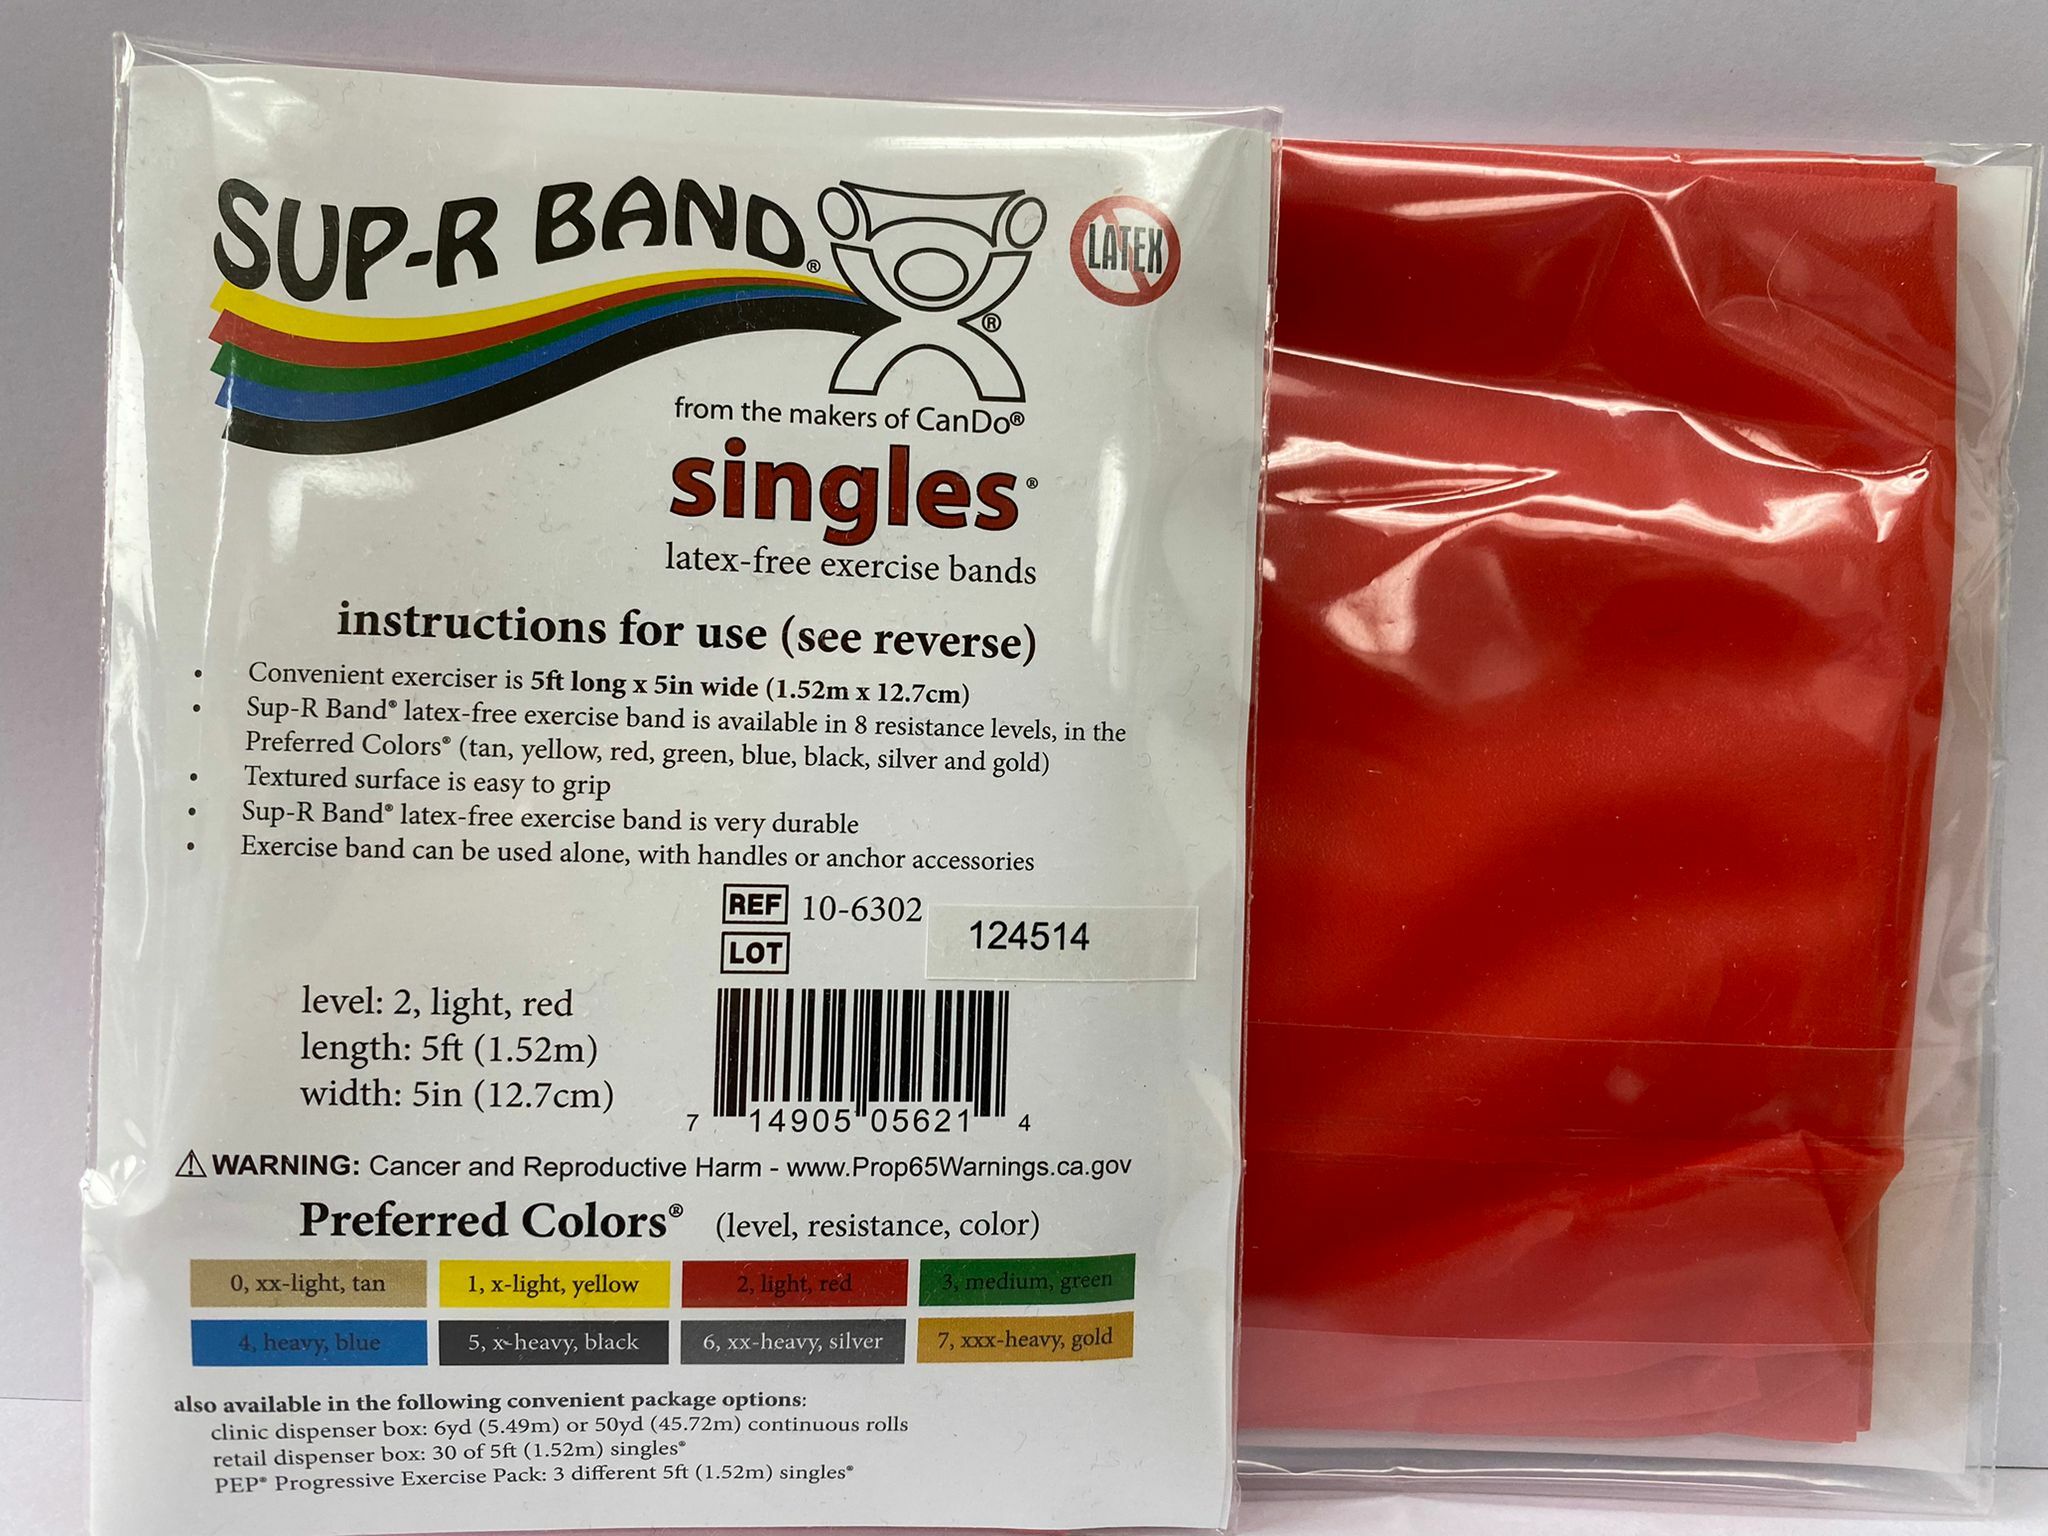 SUP-R BAND®
®
LATEX
from the makers of CanDo®
singles®
latex-free exercise bands
instructions for use (see reverse)
• Convenient exerciser is 5ft long x 5in wide (1.52m x 12.7cm)
• Sup-R Band® latex-free exercise band is available in 8 resistance levels, in the
Preferred Colors® (tan, yellow, red, green, blue, black, silver and gold)
• Textured surface is easy to grip
• Sup-R Band® latex-free exercise band is very durable
• Exercise band can be used alone, with handles or anchor accessories
REF 10-6302
LOT 124514
level: 2, light, red
length: 5ft (1.52m)
width: 5in (12.7cm)
7 14905 05621 4
⚠ WARNING: Cancer and Reproductive Harm - www.Prop65Warnings.ca.gov
Preferred Colors® (level, resistance, color)
0, xx-light, tan
1, x-light, yellow
2, light, red
3, medium, green
4, heavy, blue
5, x-heavy, black
6, xx-heavy, silver
7, xxx-heavy, gold
also available in the following convenient package options:
clinic dispenser box: 6yd (5.49m) or 50yd (45.72m) continuous rolls
retail dispenser box: 30 of 5ft (1.52m) singles®
PEP® Progressive Exercise Pack: 3 different 5ft (1.52m) singles®